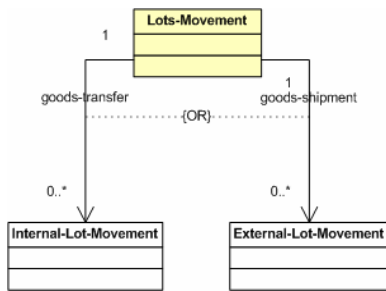 Lots-Movement
1
1
goods-transfer
goods-shipment
{OR}
0..*
0..*
Internal-Lot-Movement
External-Lot-Movement